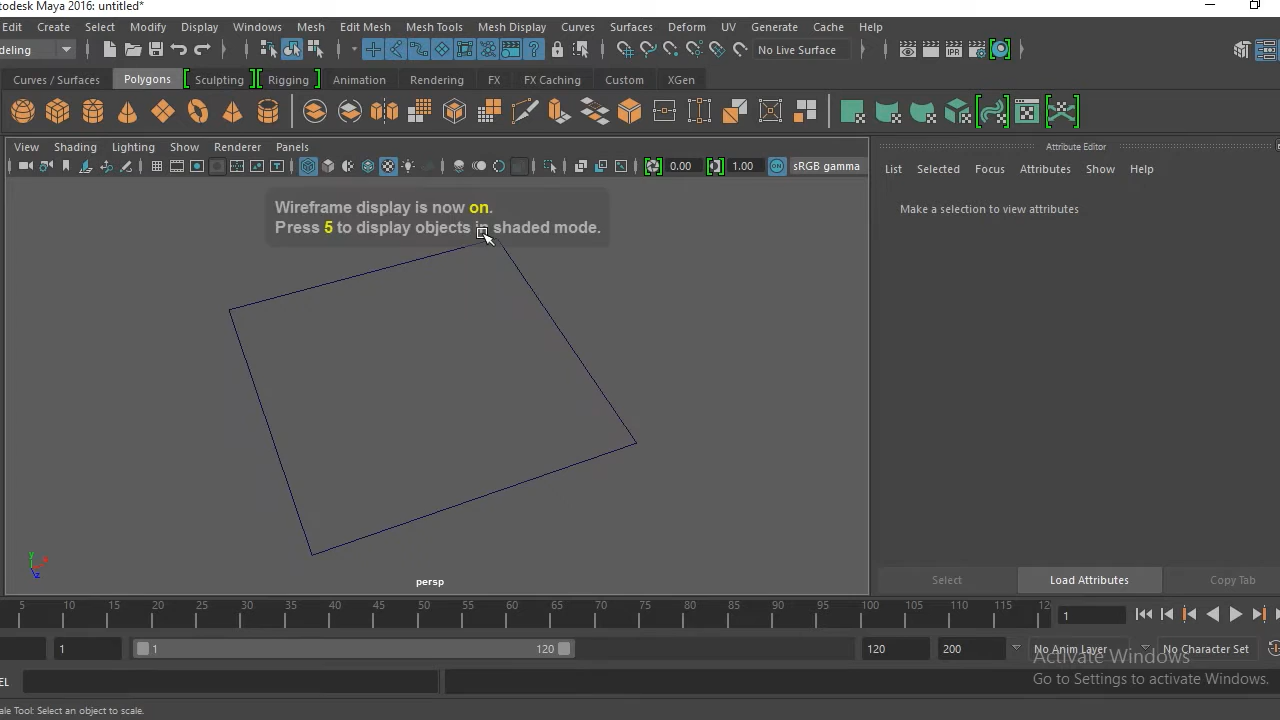 odesk Maya 2016: untitled*
Edit Create Select Modify Display Windows Mesh Edit Mesh Mesh Tools Mesh Display Curves Surfaces Deform UV Generate Cache Help
deling No Live Surface
Curves / Surfaces Polygons Sculpting Rigging Animation Rendering FX FX Caching Custom XGen
View Shading Lighting Show Renderer Panels
0.00 1.00 sRGB gamma
Attribute Editor
List Selected Focus Attributes Show Help
Make a selection to view attributes
Wireframe display is now on.
Press 5 to display objects in shaded mode.
y
z
persp
Select Load Attributes Copy Tab
5 10 15 20 25 30 35 40 45 50 55 60 65 70 75 80 85 90 95 100 105 110 115 12
1
1 1 120 120 200 No Anim Layer No Character Set
Activate Windows
Go to Settings to activate Windows.
EL
ale Tool: Select an object to scale.